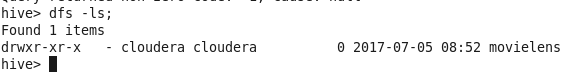 hive> dfs -ls;
Found 1 items
drwxr-xr-x   - cloudera cloudera          0 2017-07-05 08:52 movielens
hive>